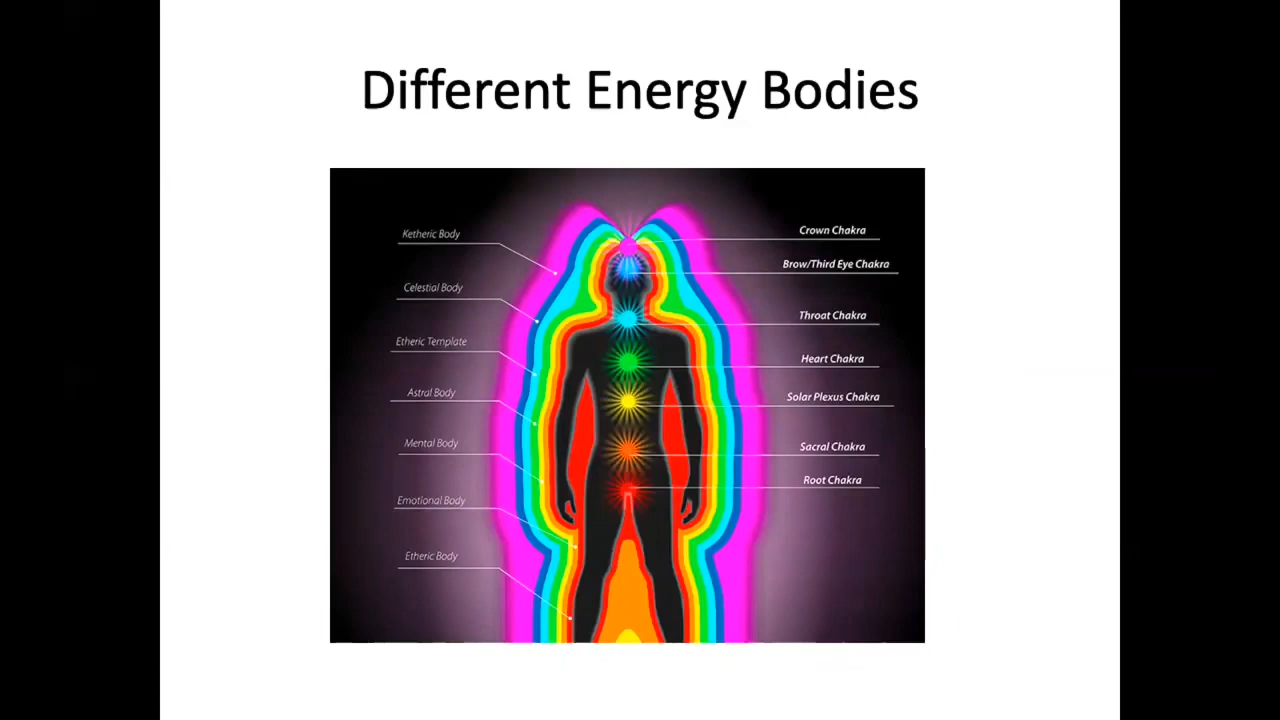 Different Energy Bodies
Ketheric Body
Celestial Body
Etheric Template
Astral Body
Mental Body
Emotional Body
Etheric Body
Crown Chakra
Brow/Third Eye Chakra
Throat Chakra
Heart Chakra
Solar Plexus Chakra
Sacral Chakra
Root Chakra